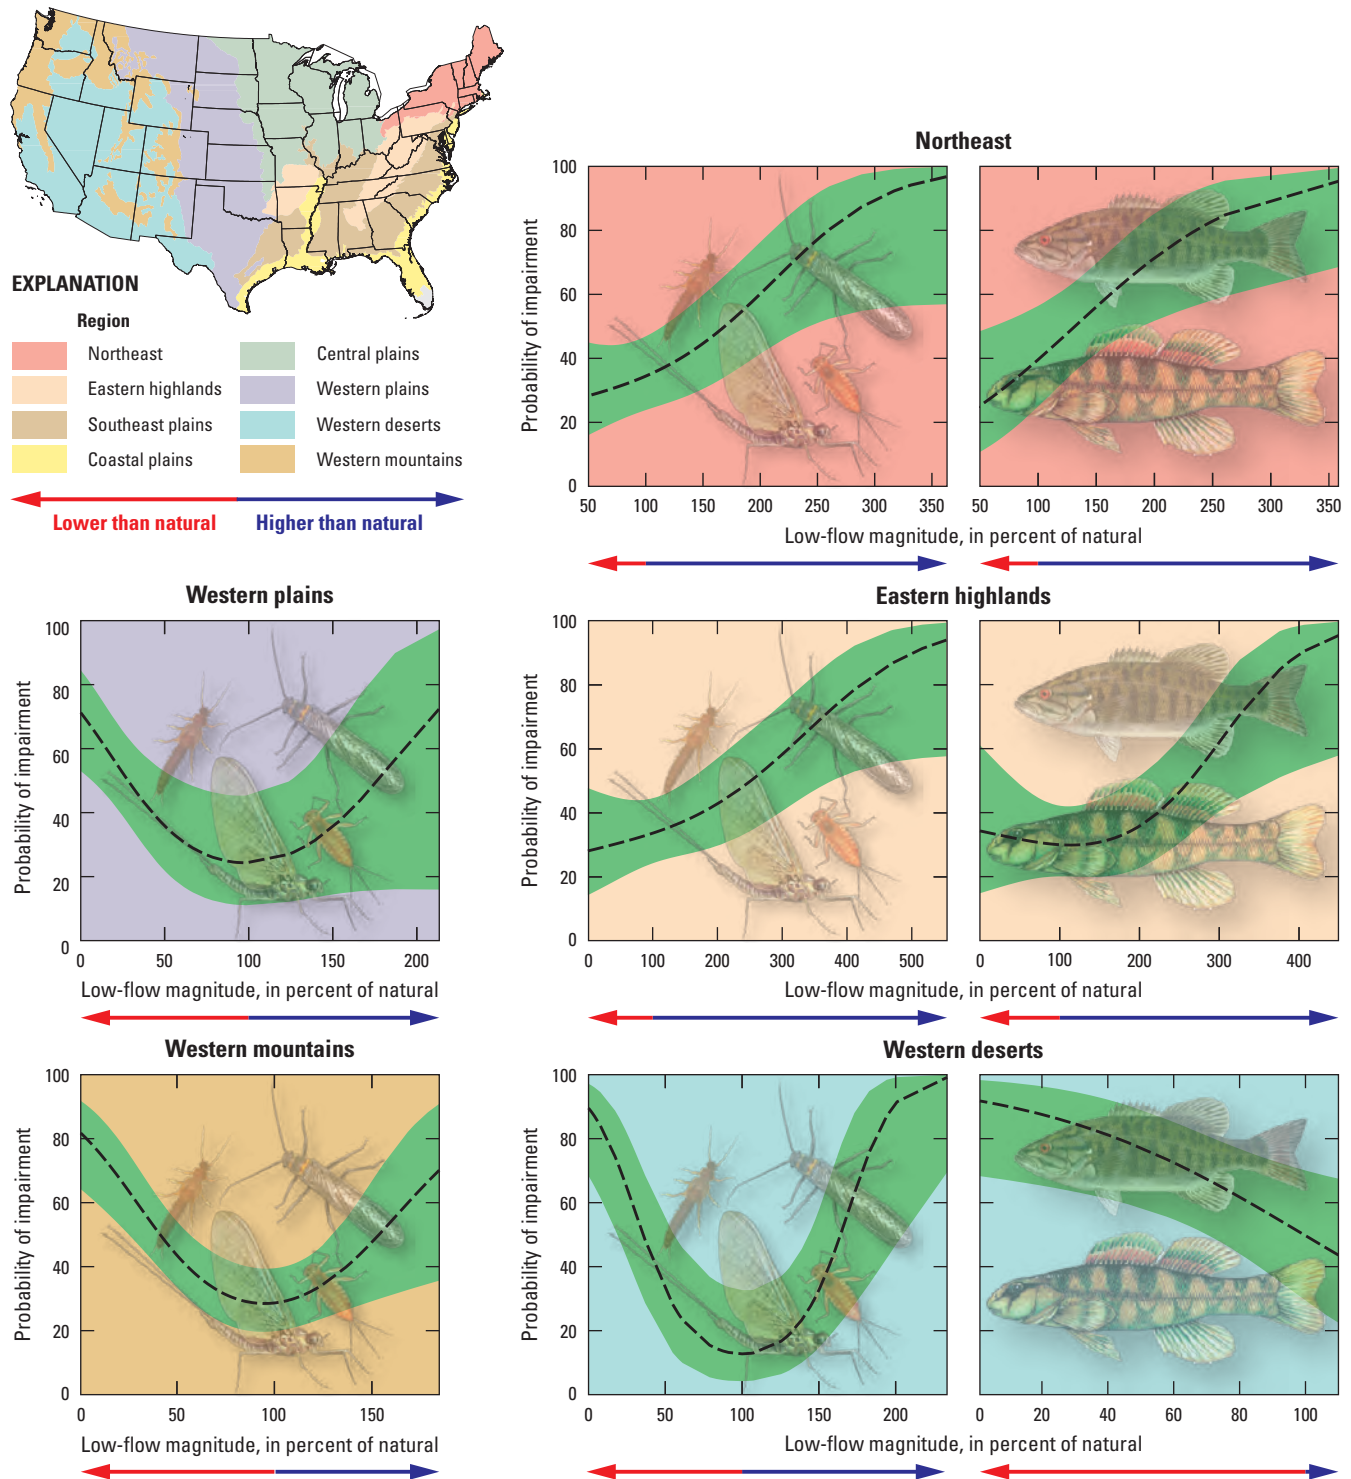 EXPLANATION
Region
Northeast
Eastern highlands
Southeast plains
Coastal plains
Central plains
Western plains
Western deserts
Western mountains
Lower than natural
Higher than natural
Northeast
Probability of impairment
100
80
60
40
20
0
50 100 150 200 250 300 350
50 100 150 200 250 300 350
Low-flow magnitude, in percent of natural
Western plains
Probability of impairment
100
80
60
40
20
0
0 50 100 150 200
Low-flow magnitude, in percent of natural
Eastern highlands
Probability of impairment
100
80
60
40
20
0
0 100 200 300 400 500
0 100 200 300 400
Low-flow magnitude, in percent of natural
Western mountains
Probability of impairment
100
80
60
40
20
0
0 50 100 150
Low-flow magnitude, in percent of natural
Western deserts
Probability of impairment
100
80
60
40
20
0
0 50 100 150 200
0 20 40 60 80 100
Low-flow magnitude, in percent of natural